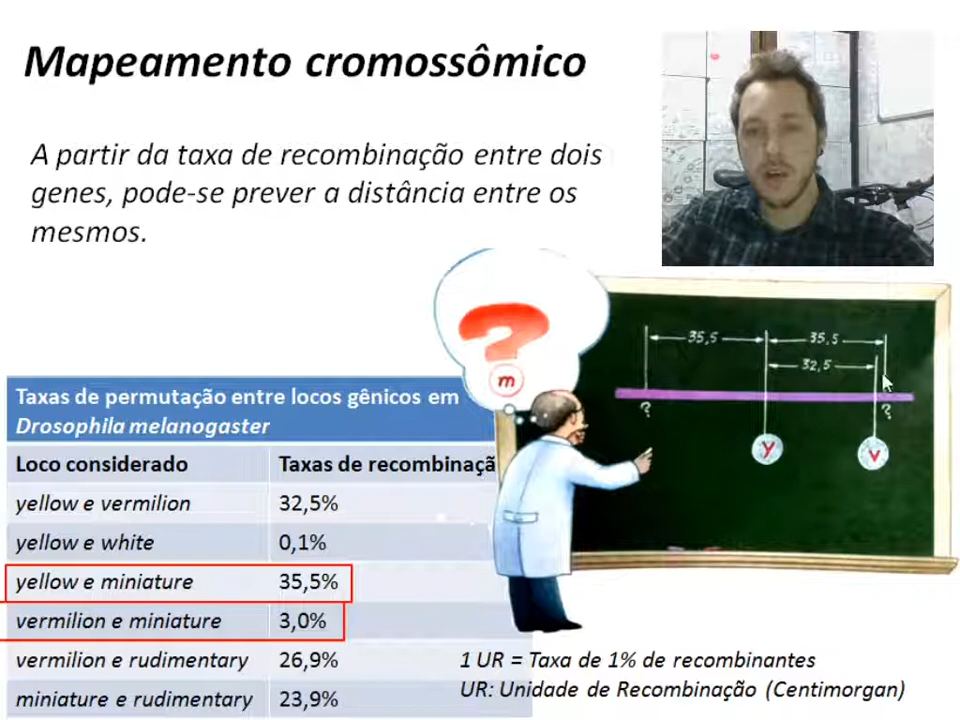 Mapeamento cromossômico
A partir da taxa de recombinação entre dois
genes, pode-se prever a distância entre os
mesmos.
?
m
35,5
35,5
32,5
?
?
y
v
Taxas de permutação entre locos gênicos em
Drosophila melanogaster
Loco considerado Taxas de recombinaçã
yellow e vermilion 32,5%
yellow e white 0,1%
yellow e miniature 35,5%
vermilion e miniature 3,0%
vermilion e rudimentary 26,9%
miniature e rudimentary 23,9%
1 UR = Taxa de 1% de recombinantes
UR: Unidade de Recombinação (Centimorgan)